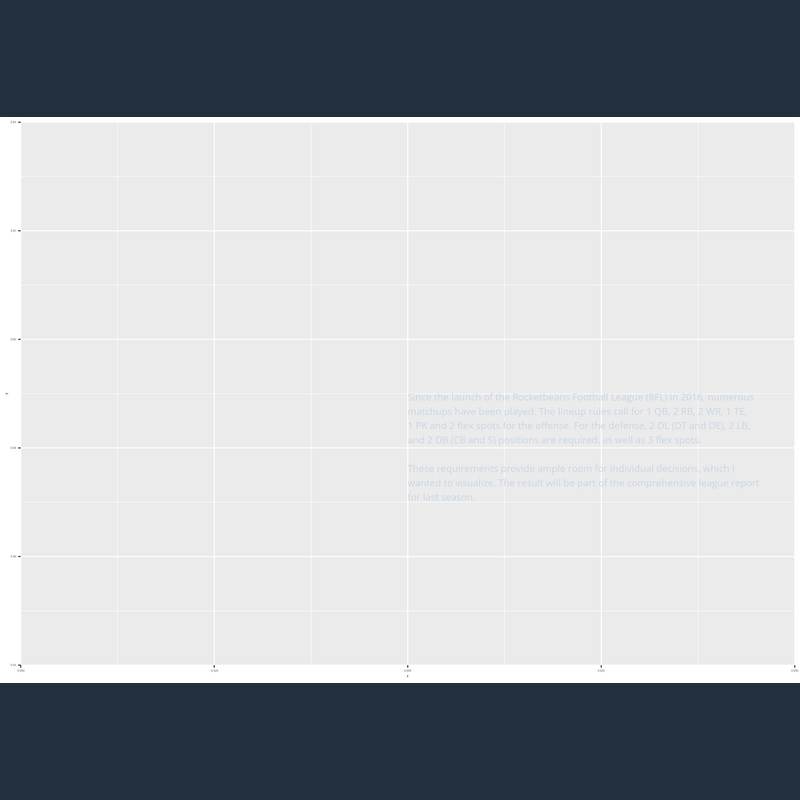 Since the launch of the Rocketbeans Football League (RFL) in 2016, numerous
matchups have been played. The lineup rules call for 1 QB, 2 RB, 2 WR, 1 TE,
1 PK and 2 flex spots for the offense. For the defense, 2 DL (DT and DE), 2 LB,
and 2 DB (CB and S) positions are required, as well as 3 flex spots.
These requirements provide ample room for individual decisions, which I
wanted to visualize. The result will be part of the comprehensive league report
for last season.